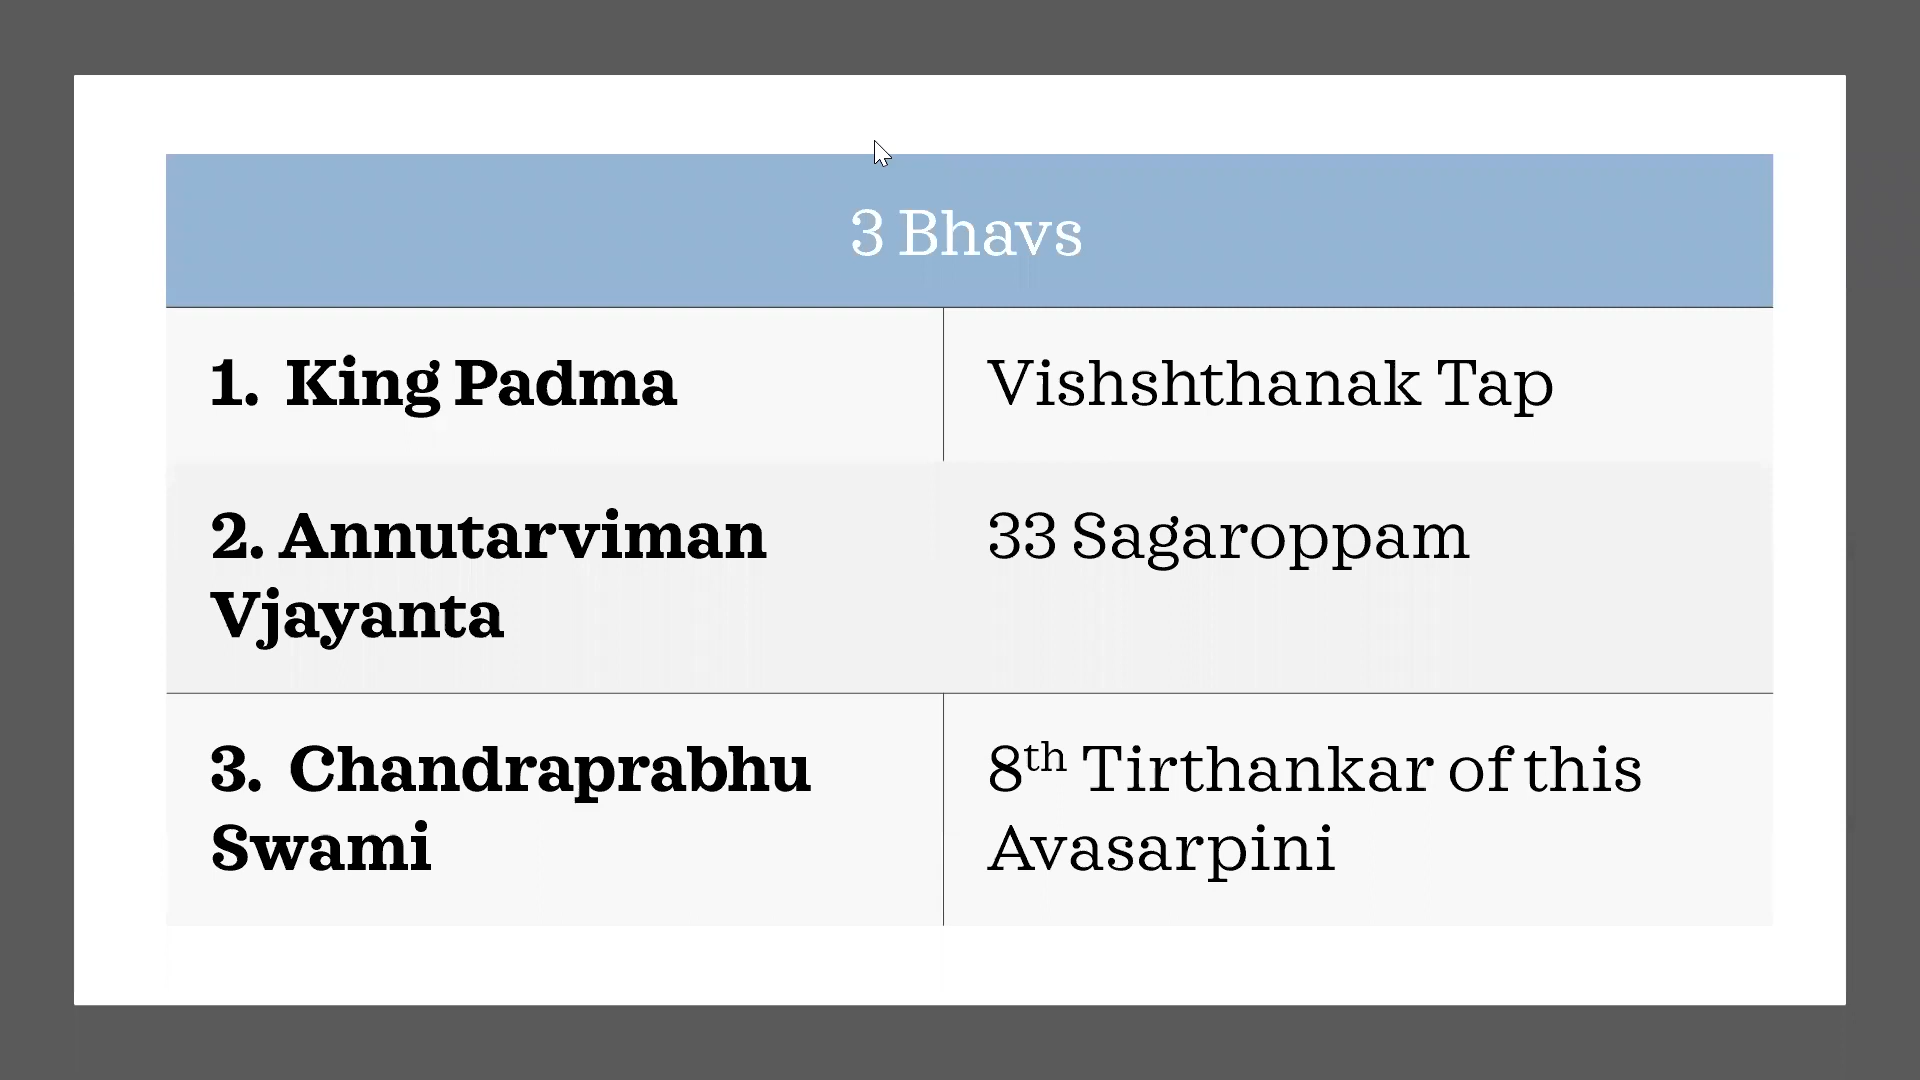 3 Bhavs
1. King Padma
Vishshthanak Tap
2. Annutarviman
Vjayanta
33 Sagaroppam
3. Chandraprabhu
Swami
8th Tirthankar of this
Avasarpini